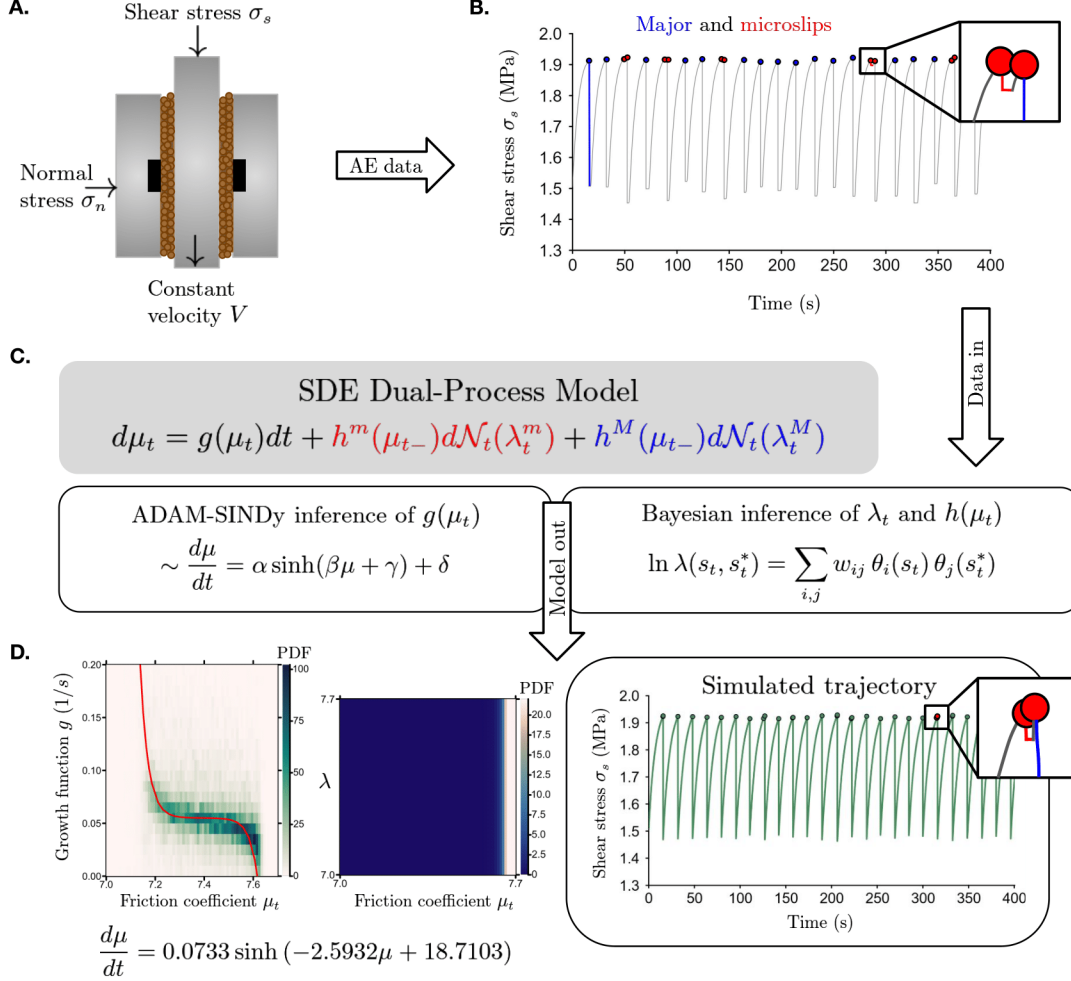 A.
Shear stress σ_s
Normal
stress σ_n
Constant
velocity V
AE data
B.
Major and microslips
Shear stress σ_s (MPa)
2.0
1.9
1.8
1.7
1.6
1.5
1.4
1.3
0 50 100 150 200 250 300 350 400
Time (s)
Data in
C.
SDE Dual-Process Model
dμ_t = g(μ_t)dt + h^m(μ_{t−})dN_t(λ_t^m) + h^M(μ_{t−})dN_t(λ_t^M)
ADAM-SINDy inference of g(μ_t)
∼ dμ/dt = α sinh(βμ + γ) + δ
Bayesian inference of λ_t and h(μ_t)
ln λ(s_t, s_t^*) = ∑_{i,j} w_{ij} θ_i(s_t) θ_j(s_t^*)
Model out
D.
PDF
Growth function g (1/s)
0.20
0.15
0.10
0.05
0.00
7.0 7.2 7.4 7.6
Friction coefficient μ_t
100
75
50
25
0
PDF
λ
7.7
7.0
7.0 7.7
Friction coefficient μ_t
20.0
17.5
15.0
12.5
10.0
7.5
5.0
2.5
0.0
dμ/dt = 0.0733 sinh (−2.5932μ + 18.7103)
Simulated trajectory
Shear stress σ_s (MPa)
2.0
1.9
1.8
1.7
1.6
1.5
1.4
1.3
0 50 100 150 200 250 300 350 400
Time (s)